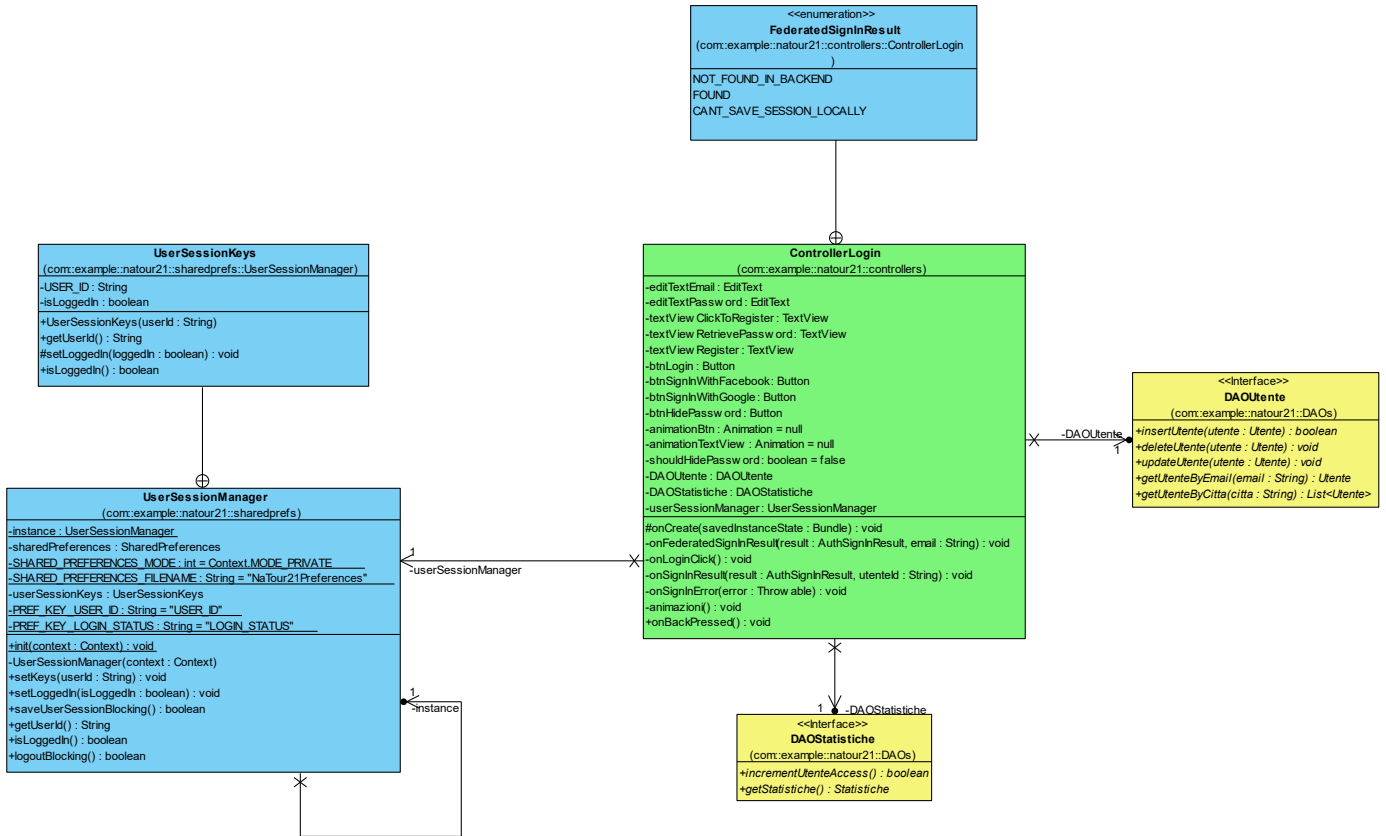 <<enumeration>>
FederatedSignInResult
(com::example::natour21::controllers::ControllerLogin
)
NOT_FOUND_IN_BACKEND
FOUND
CANT_SAVE_SESSION_LOCALLY
UserSessionKeys
(com::example::natour21::sharedprefs::UserSessionManager)
-USER_ID : String
-isLoggedIn : boolean
+UserSessionKeys(userId : String)
+getUserId() : String
#setLoggedIn(loggedIn : boolean) : void
+isLoggedIn() : boolean
ControllerLogin
(com::example::natour21::controllers)
-editTextEmail : EditText
-editTextPassword : EditText
-textViewClickToRegister : TextView
-textViewRetrievePassword : TextView
-textViewRegister : TextView
-btnLogin : Button
-btnSignInWithFacebook : Button
-btnSignInWithGoogle : Button
-btnHidePassword : Button
-animationBtn : Animation = null
-animationTextView : Animation = null
-shouldHidePassword : boolean = false
-DAOUtente : DAOUtente
-DAOStatistiche : DAOStatistiche
-userSessionManager : UserSessionManager
#onCreate(savedInstanceState : Bundle) : void
-onFederatedSignInResult(result : AuthSignInResult, email : String) : void
-onLoginClick() : void
-onSignInResult(result : AuthSignInResult, utenteId : String) : void
-onSignInError(error : Throwable) : void
-animazioni() : void
+onBackPressed() : void
-DAOUtente
1
<<Interface>>
DAOUtente
(com::example::natour21::DAOs)
+insertUtente(utente : Utente) : boolean
+deleteUtente(utente : Utente) : void
+updateUtente(utente : Utente) : void
+getUtenteByEmail(email : String) : Utente
+getUtenteByCitta(citta : String) : List<Utente>
UserSessionManager
(com::example::natour21::sharedprefs)
-instance : UserSessionManager
-sharedPreferences : SharedPreferences
-SHARED_PREFERENCES_MODE : int = Context.MODE_PRIVATE
-SHARED_PREFERENCES_FILENAME : String = "NaTour21Preferences"
-userSessionKeys : UserSessionKeys
-PREF_KEY_USER_ID : String = "USER_ID"
-PREF_KEY_LOGIN_STATUS : String = "LOGIN_STATUS"
+init(context : Context) : void
-UserSessionManager(context : Context)
+setKeys(userId : String) : void
+setLoggedIn(isLoggedIn : boolean) : void
+saveUserSessionBlocking() : boolean
+getUserId() : String
+isLoggedIn() : boolean
+logoutBlocking() : boolean
1
-userSessionManager
1
-instance
1
-DAOStatistiche
<<Interface>>
DAOStatistiche
(com::example::natour21::DAOs)
+incrementUtenteAccess() : boolean
+getStatistiche() : Statistiche